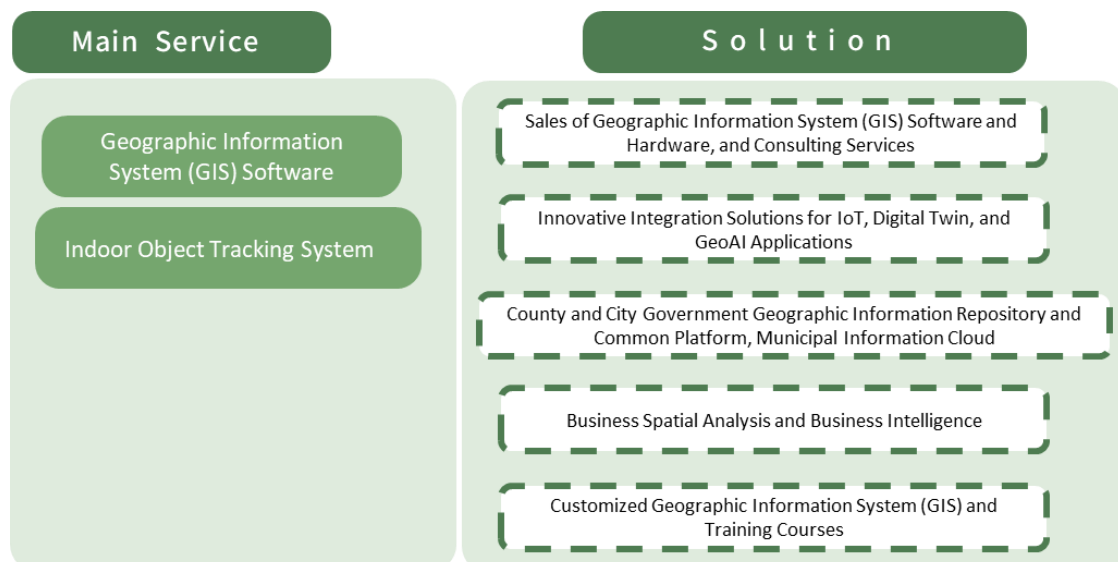 Main Service
Solution
Geographic Information
System (GIS) Software
Indoor Object Tracking System
Sales of Geographic Information System (GIS) Software and
Hardware, and Consulting Services
Innovative Integration Solutions for IoT, Digital Twin, and
GeoAI Applications
County and City Government Geographic Information Repository and
Common Platform, Municipal Information Cloud
Business Spatial Analysis and Business Intelligence
Customized Geographic Information System (GIS) and
Training Courses